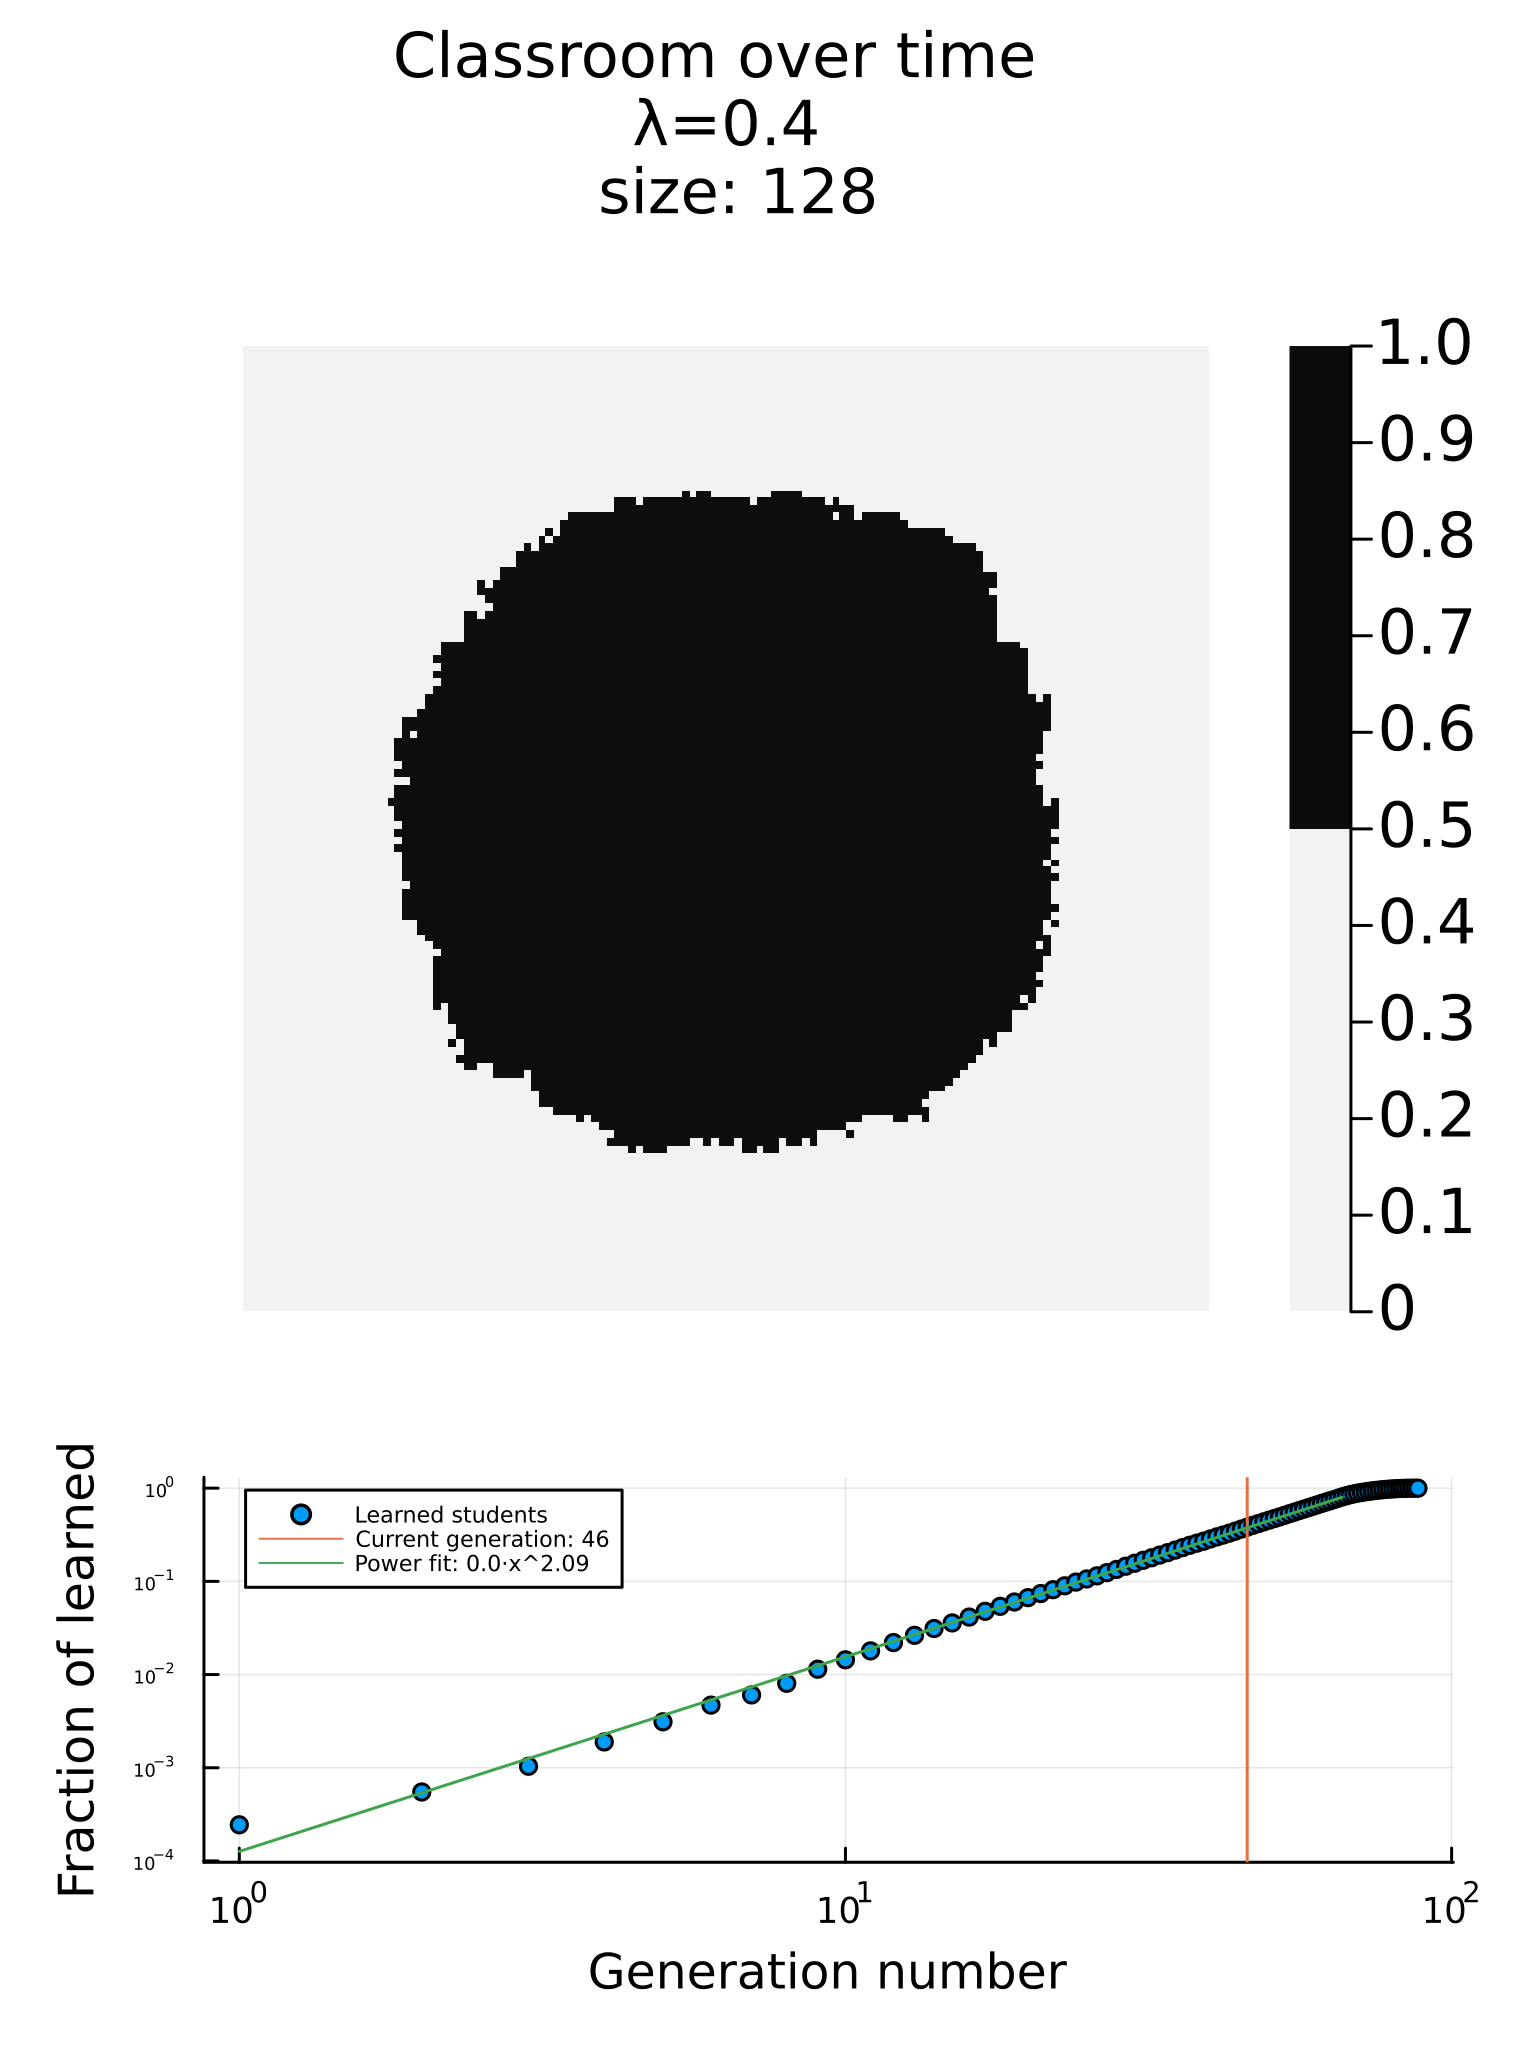 Classroom over time
λ=0.4
size: 128
1.0
0.9
0.8
0.7
0.6
0.5
0.4
0.3
0.2
0.1
0
Fraction of learned
10^0
10^-1
10^-2
10^-3
10^-4
Learned students
Current generation: 46
Power fit: 0.0·x^2.09
10^0 10^1 10^2
Generation number